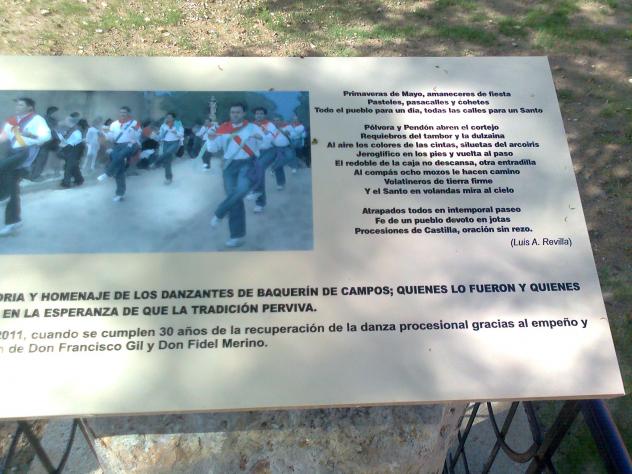 Primaveras de Mayo, amaneceres de fiesta
Pasteles, pasacalles y cohetes
Todo el pueblo para un día, todas las calles para un Santo
Pólvora y Pendón abren el cortejo
Requiebros del tambor y la dulzaina
Al aire los colores de las cintas, siluetas del arcoiris
Jeroglífico en los pies y vuelta al paso
El redoble de la caja no descansa, otra entradilla
Al compás ocho mozos le hacen camino
Volatineros de tierra firme
Y el Santo en volandas mira al cielo
Atrapados todos en intemporal paseo
Fe de un pueblo devoto en jotas
Procesiones de Castilla, oración sin rezo.
(Luis A. Revilla)
ORIA Y HOMENAJE DE LOS DANZANTES DE BAQUERÍN DE CAMPOS; QUIENES LO FUERON Y QUIENES
EN LA ESPERANZA DE QUE LA TRADICIÓN PERVIVA.
2011, cuando se cumplen 30 años de la recuperación de la danza procesional gracias al empeño y
n de Don Francisco Gil y Don Fidel Merino.